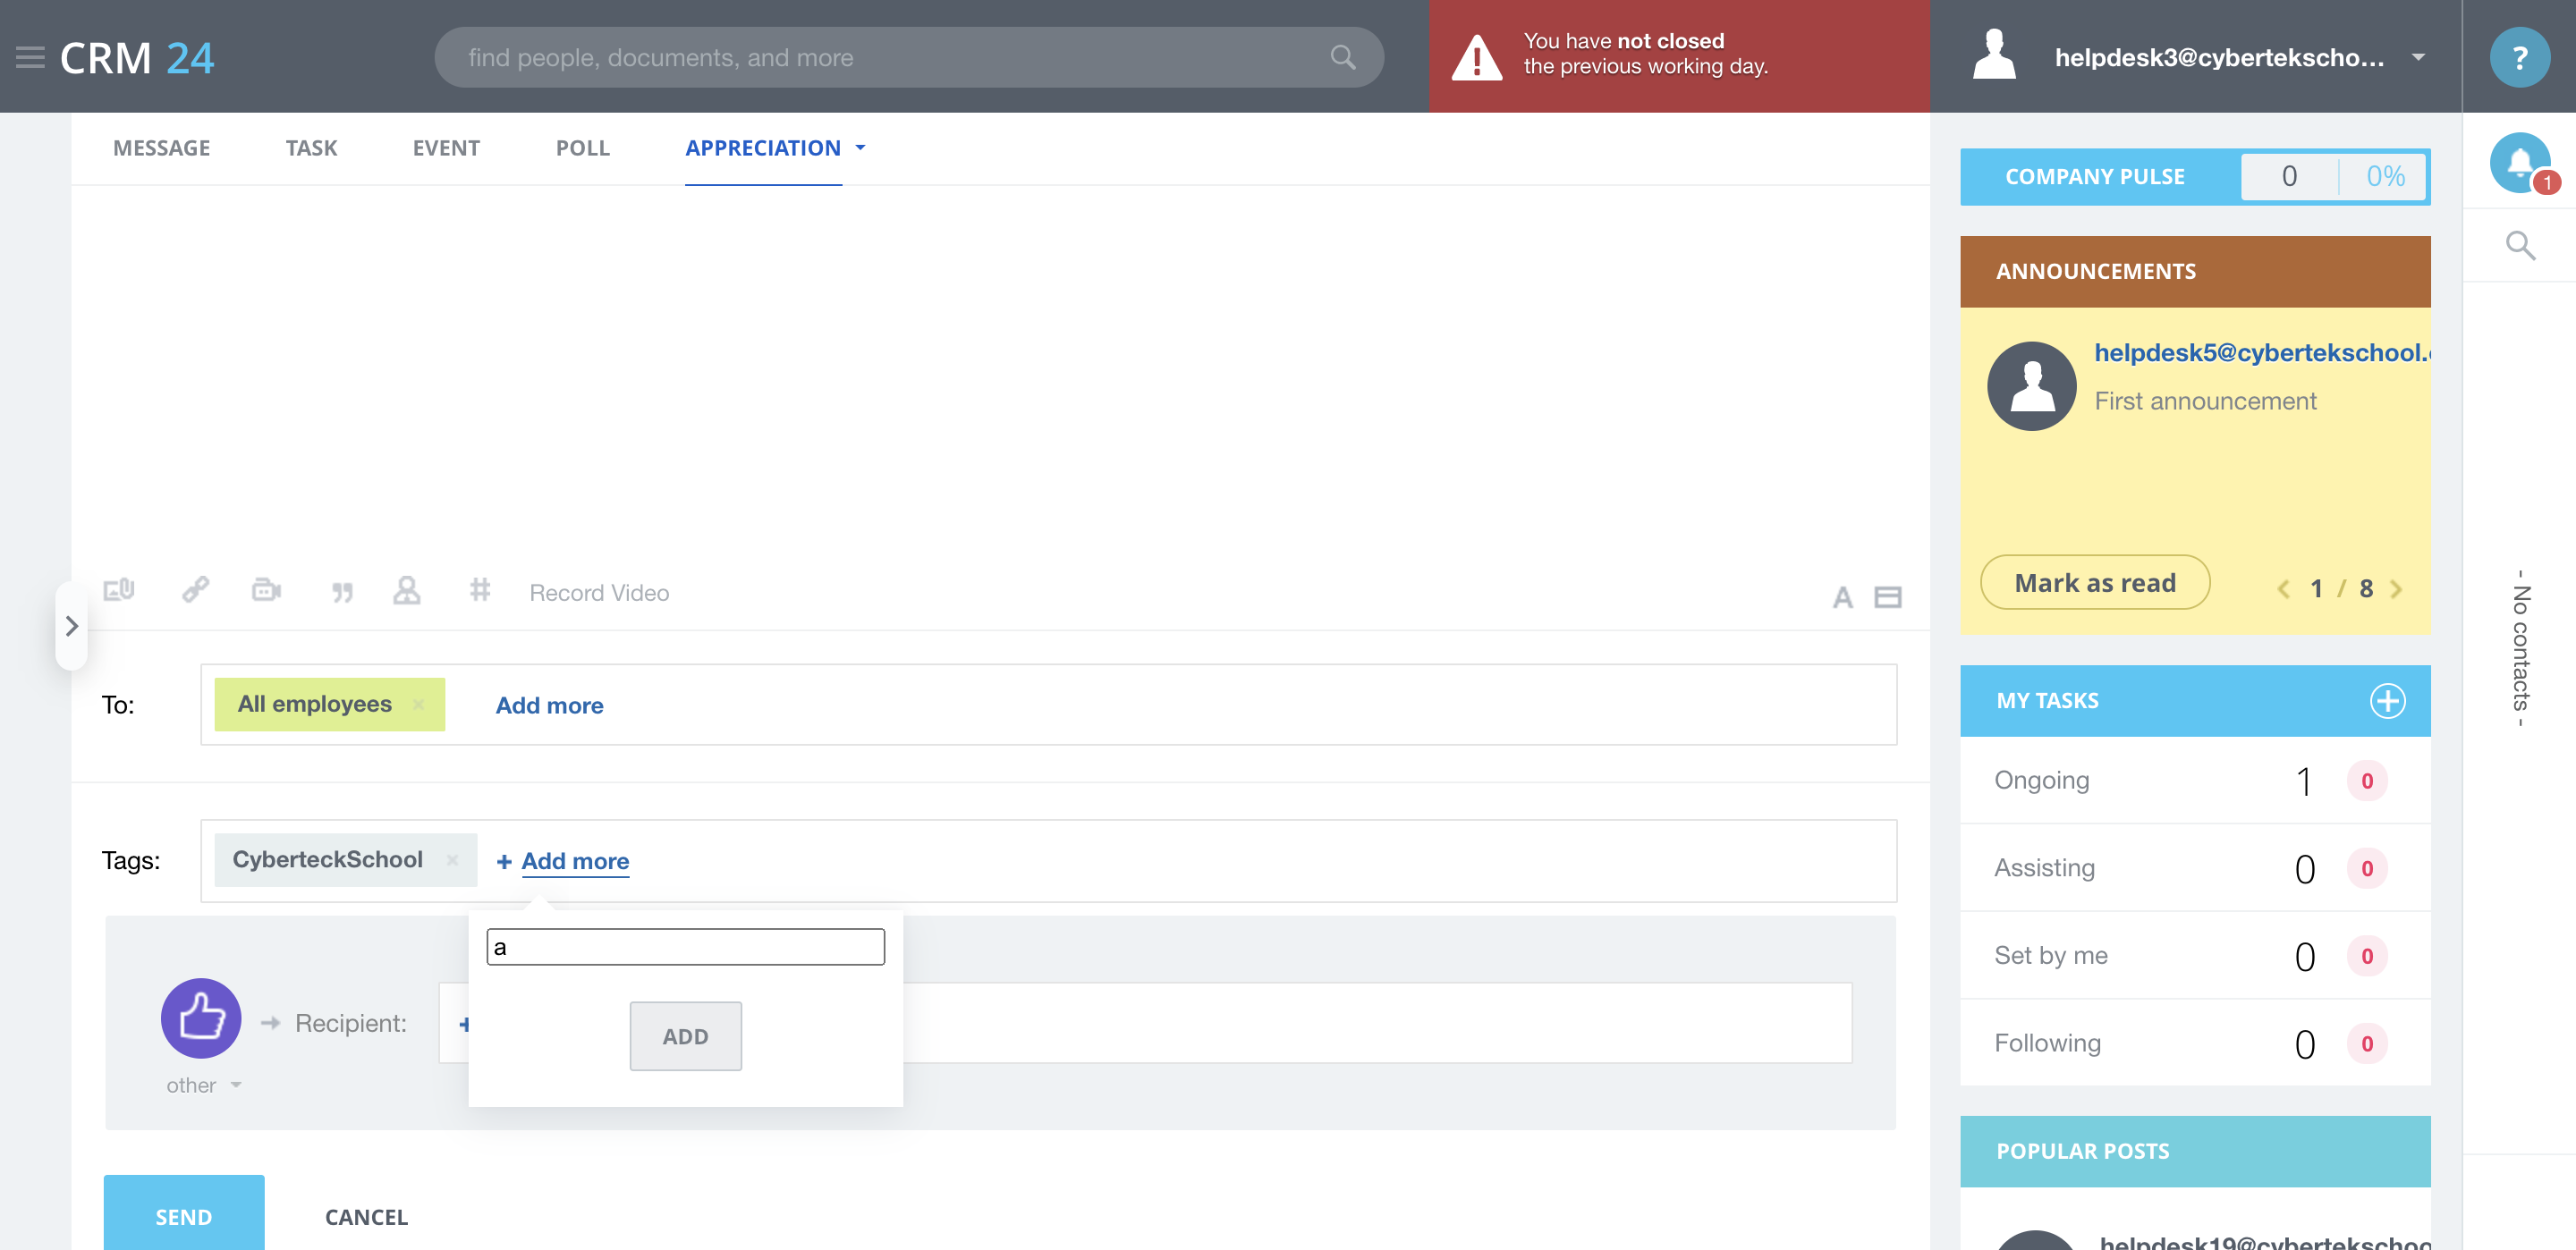 CRM 24
find people, documents, and more
You have not closed
the previous working day.
helpdesk3@cybertekscho...
?
MESSAGE TASK EVENT POLL APPRECIATION
COMPANY PULSE 0 0%
1
ANNOUNCEMENTS
helpdesk5@cybertekschool.
First announcement
Mark as read
1 / 8
Record Video
A
- No contacts -
To: All employees × Add more
MY TASKS
Ongoing 1 0
Assisting 0 0
Set by me 0 0
Following 0 0
Tags: CyberteckSchool × + Add more
a
ADD
Recipient: +
other
POPULAR POSTS
SEND CANCEL
helpdesk19@cybertekschoo